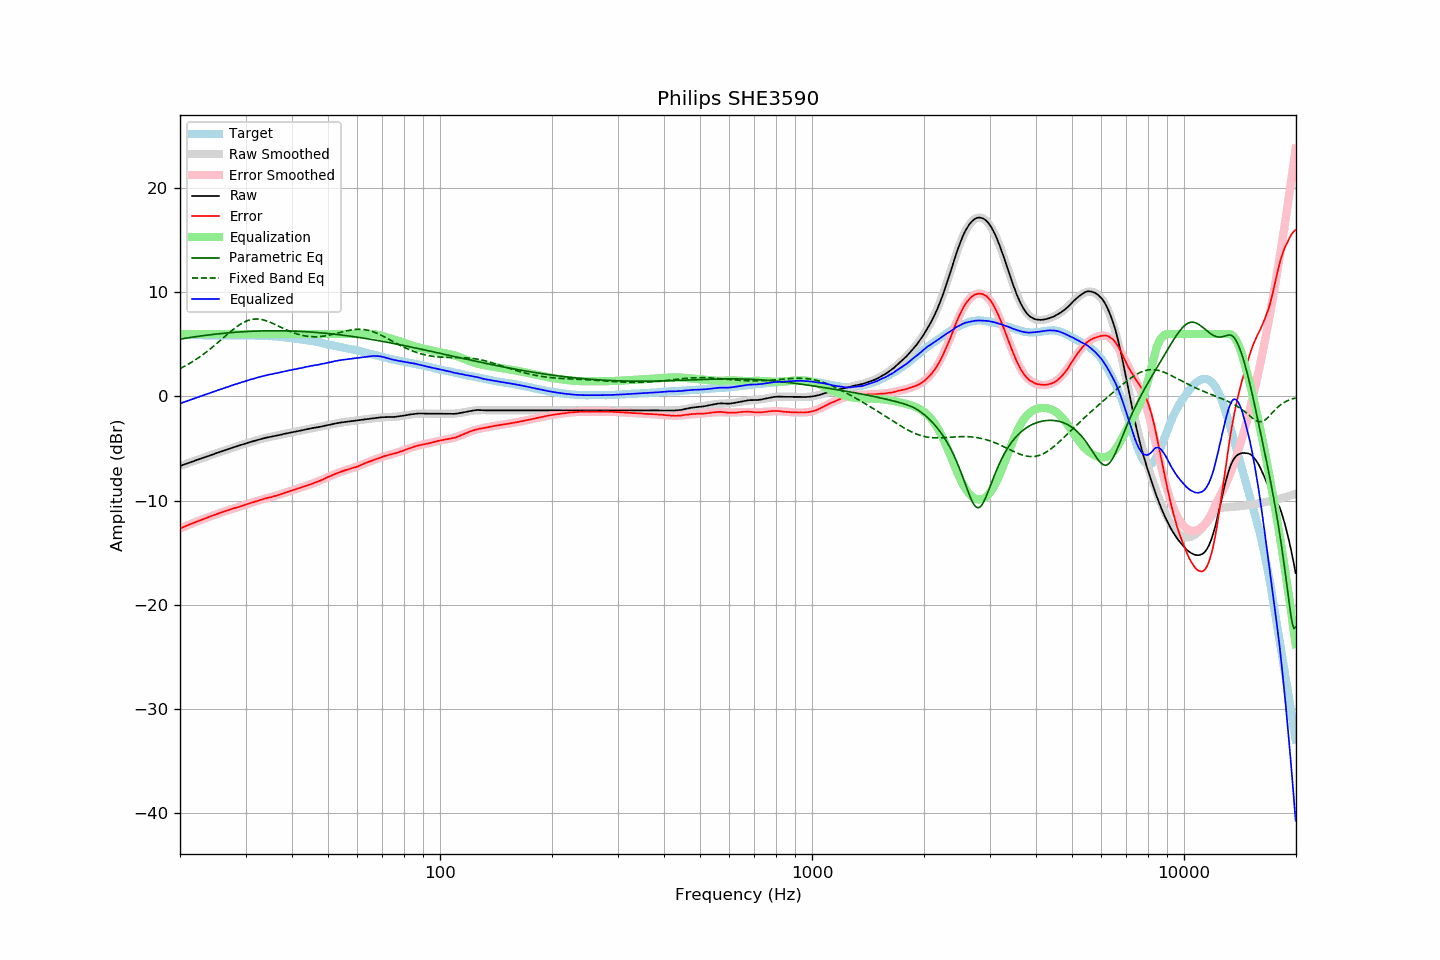 Philips SHE3590
Target
Raw Smoothed
Error Smoothed
Raw
Error
Equalization
Parametric Eq
Fixed Band Eq
Equalized
20
10
0
−10
−20
−30
−40
Amplitude (dBr)
100
1000
10000
Frequency (Hz)